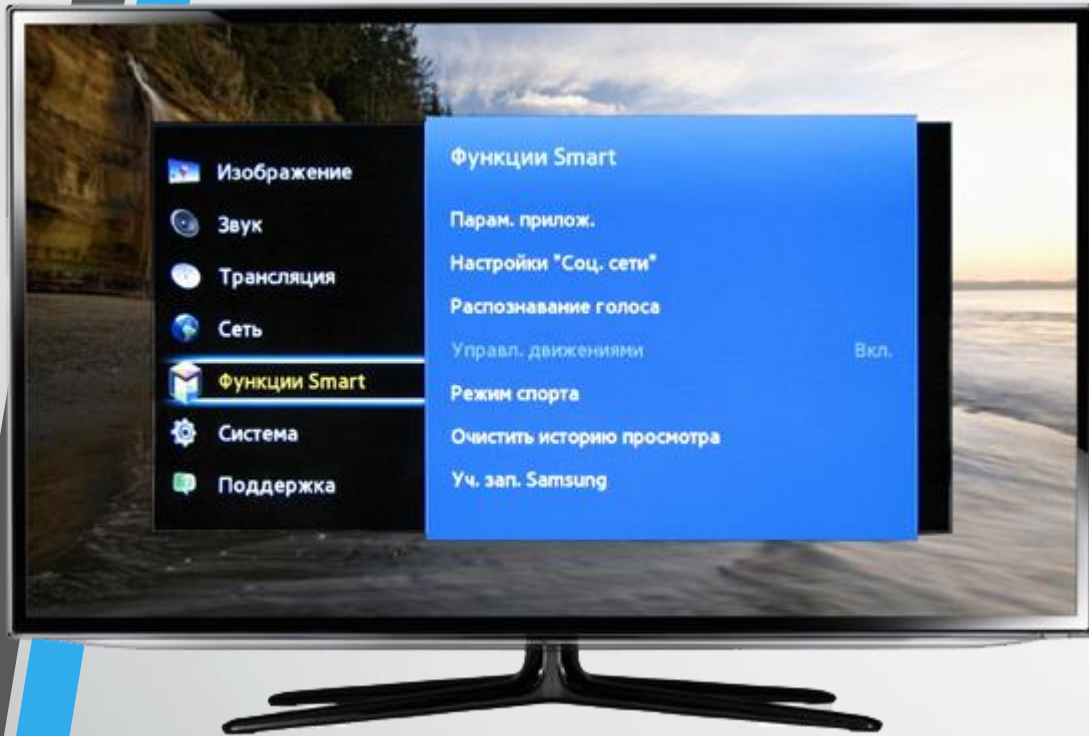 Изображение
Звук
Трансляция
Сеть
Функции Smart
Система
Поддержка
Функции Smart
Парам. прилож.
Настройки "Соц. сети"
Распознавание голоса
Управл. движениями Вкл.
Режим спорта
Очистить историю просмотра
Уч. зап. Samsung